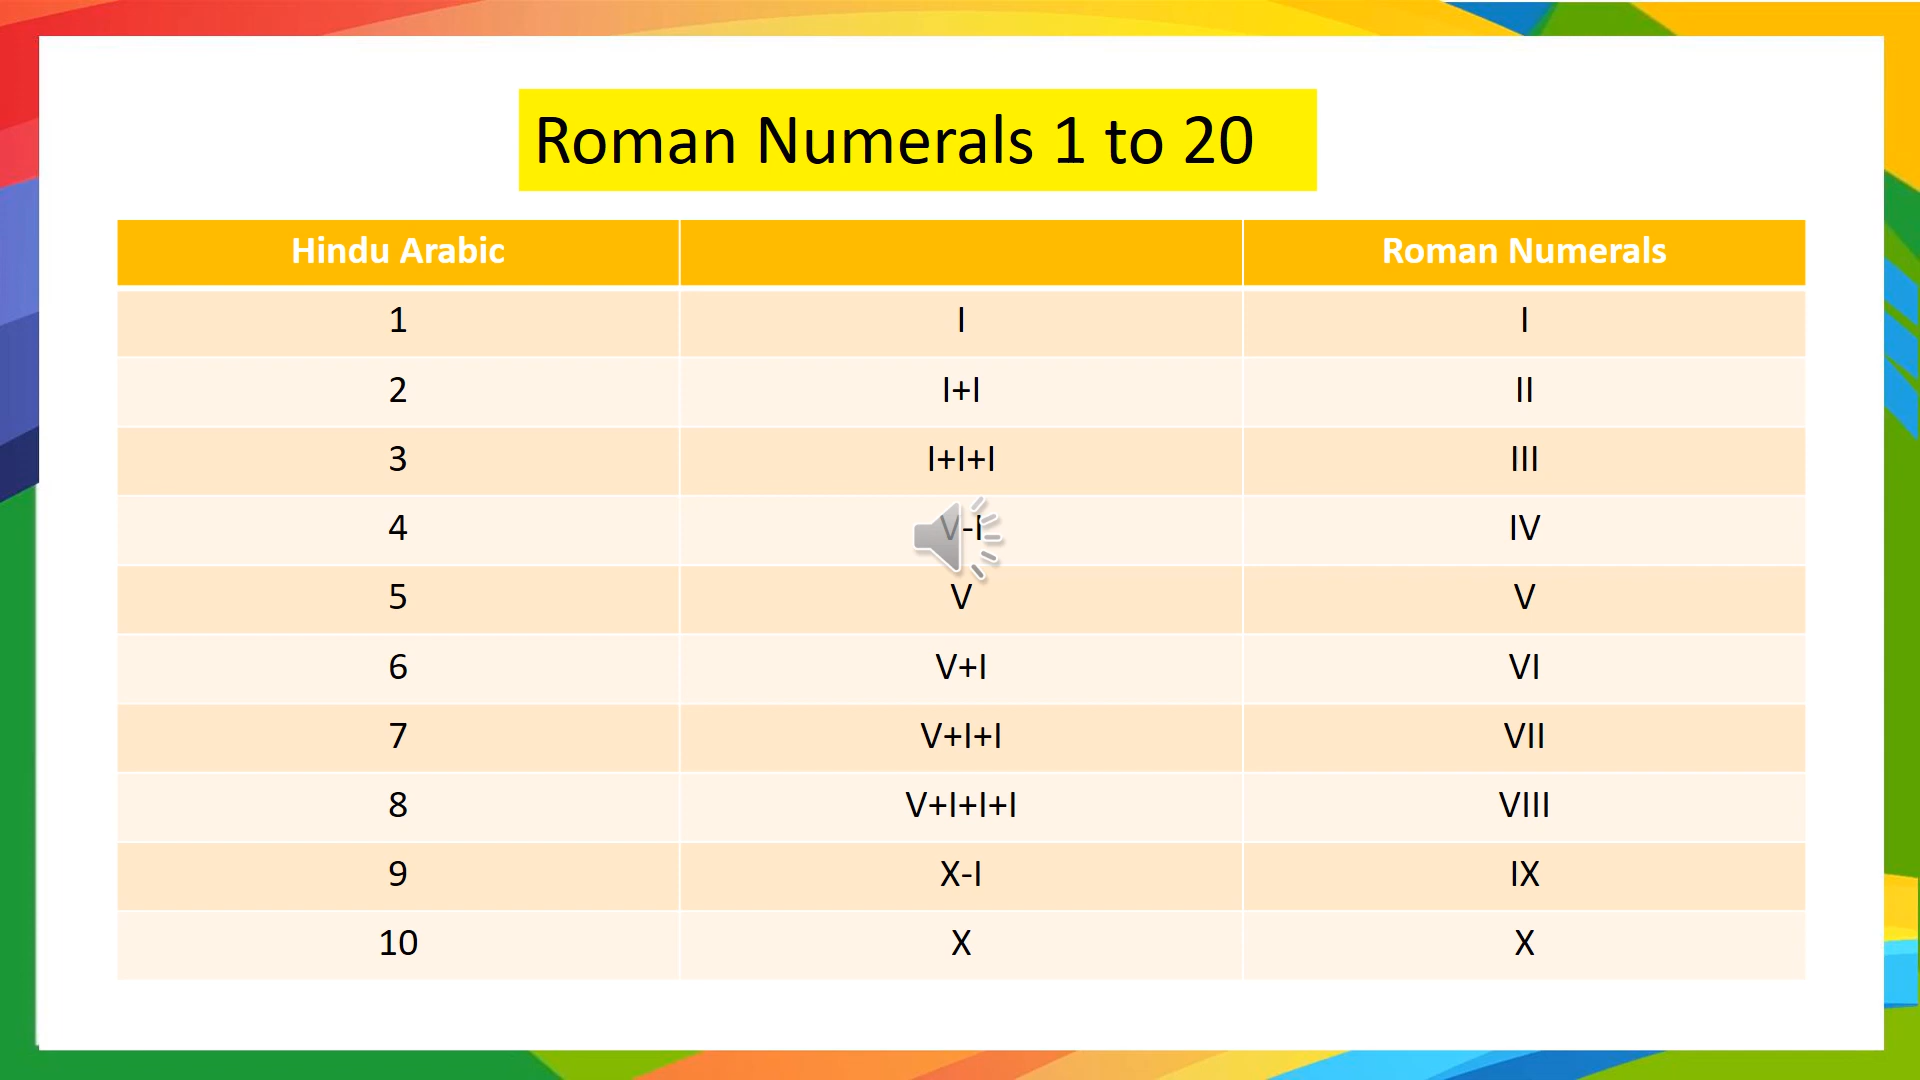 Roman Numerals 1 to 20
Hindu Arabic Roman Numerals
1 I I
2 I+I II
3 I+I+I III
4 V-I IV
5 V V
6 V+I VI
7 V+I+I VII
8 V+I+I+I VIII
9 X-I IX
10 X X